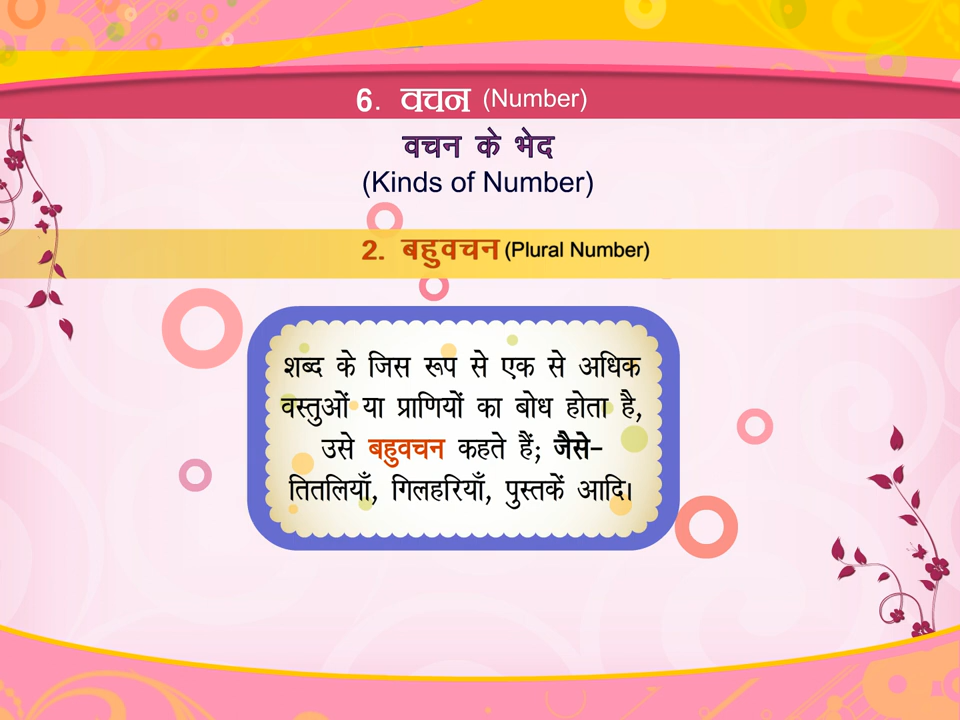 6. वचन (Number)
वचन के भेद
(Kinds of Number)
2. बहुवचन (Plural Number)
शब्द के जिस रूप से एक से अधिक
वस्तुओं या प्राणियों का बोध होता है,
उसे बहुवचन कहते हैं; जैसे–
तितलियाँ, गिलहरियाँ, पुस्तकें आदि।